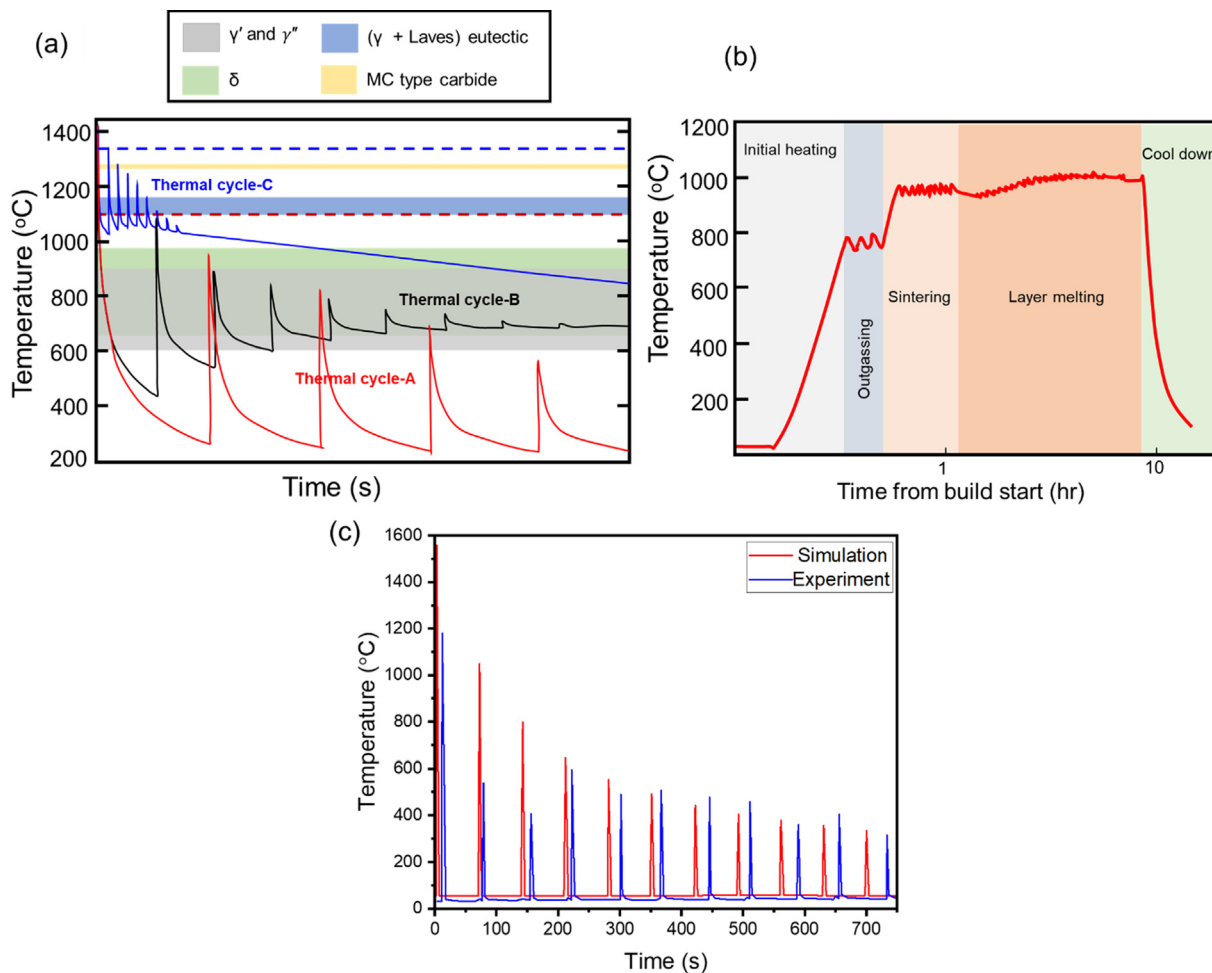 (a)
γ′ and γ″
(γ + Laves) eutectic
δ
MC type carbide
1400
1200
1000
800
600
400
200
Temperature (°C)
Thermal cycle-C
Thermal cycle-B
Thermal cycle-A
Time (s)
(b)
1200
1000
800
600
400
200
Temperature (°C)
Initial heating
Outgassing
Sintering
Layer melting
Cool down
1
10
Time from build start (hr)
(c)
1600
1400
1200
1000
800
600
400
200
0
Temperature (°C)
Simulation
Experiment
0
100
200
300
400
500
600
700
Time (s)